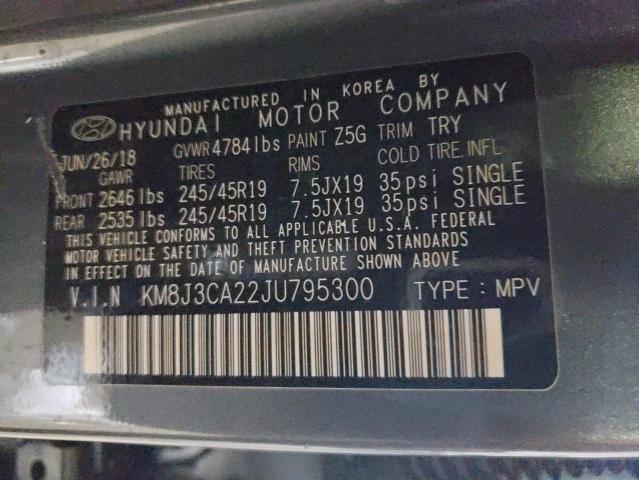 MANUFACTURED IN KOREA BY
HYUNDAI MOTOR COMPANY
JUN/26/18 GVWR 4784 lbs PAINT Z5G TRIM TRY
GAWR TIRES RIMS COLD TIRE.INFL
FRONT 2646 lbs 245/45R19 7.5JX19 35psi SINGLE
REAR 2535 lbs 245/45R19 7.5JX19 35psi SINGLE
THIS VEHICLE CONFORMS TO ALL APPLICABLE U.S.A. FEDERAL
MOTOR VEHICLE SAFETY AND THEFT PREVENTION STANDARDS
IN EFFECT ON THE DATE OF MANUFACTURE SHOWN ABOVE
V.I.N KM8J3CA22JU795300 TYPE : MPV